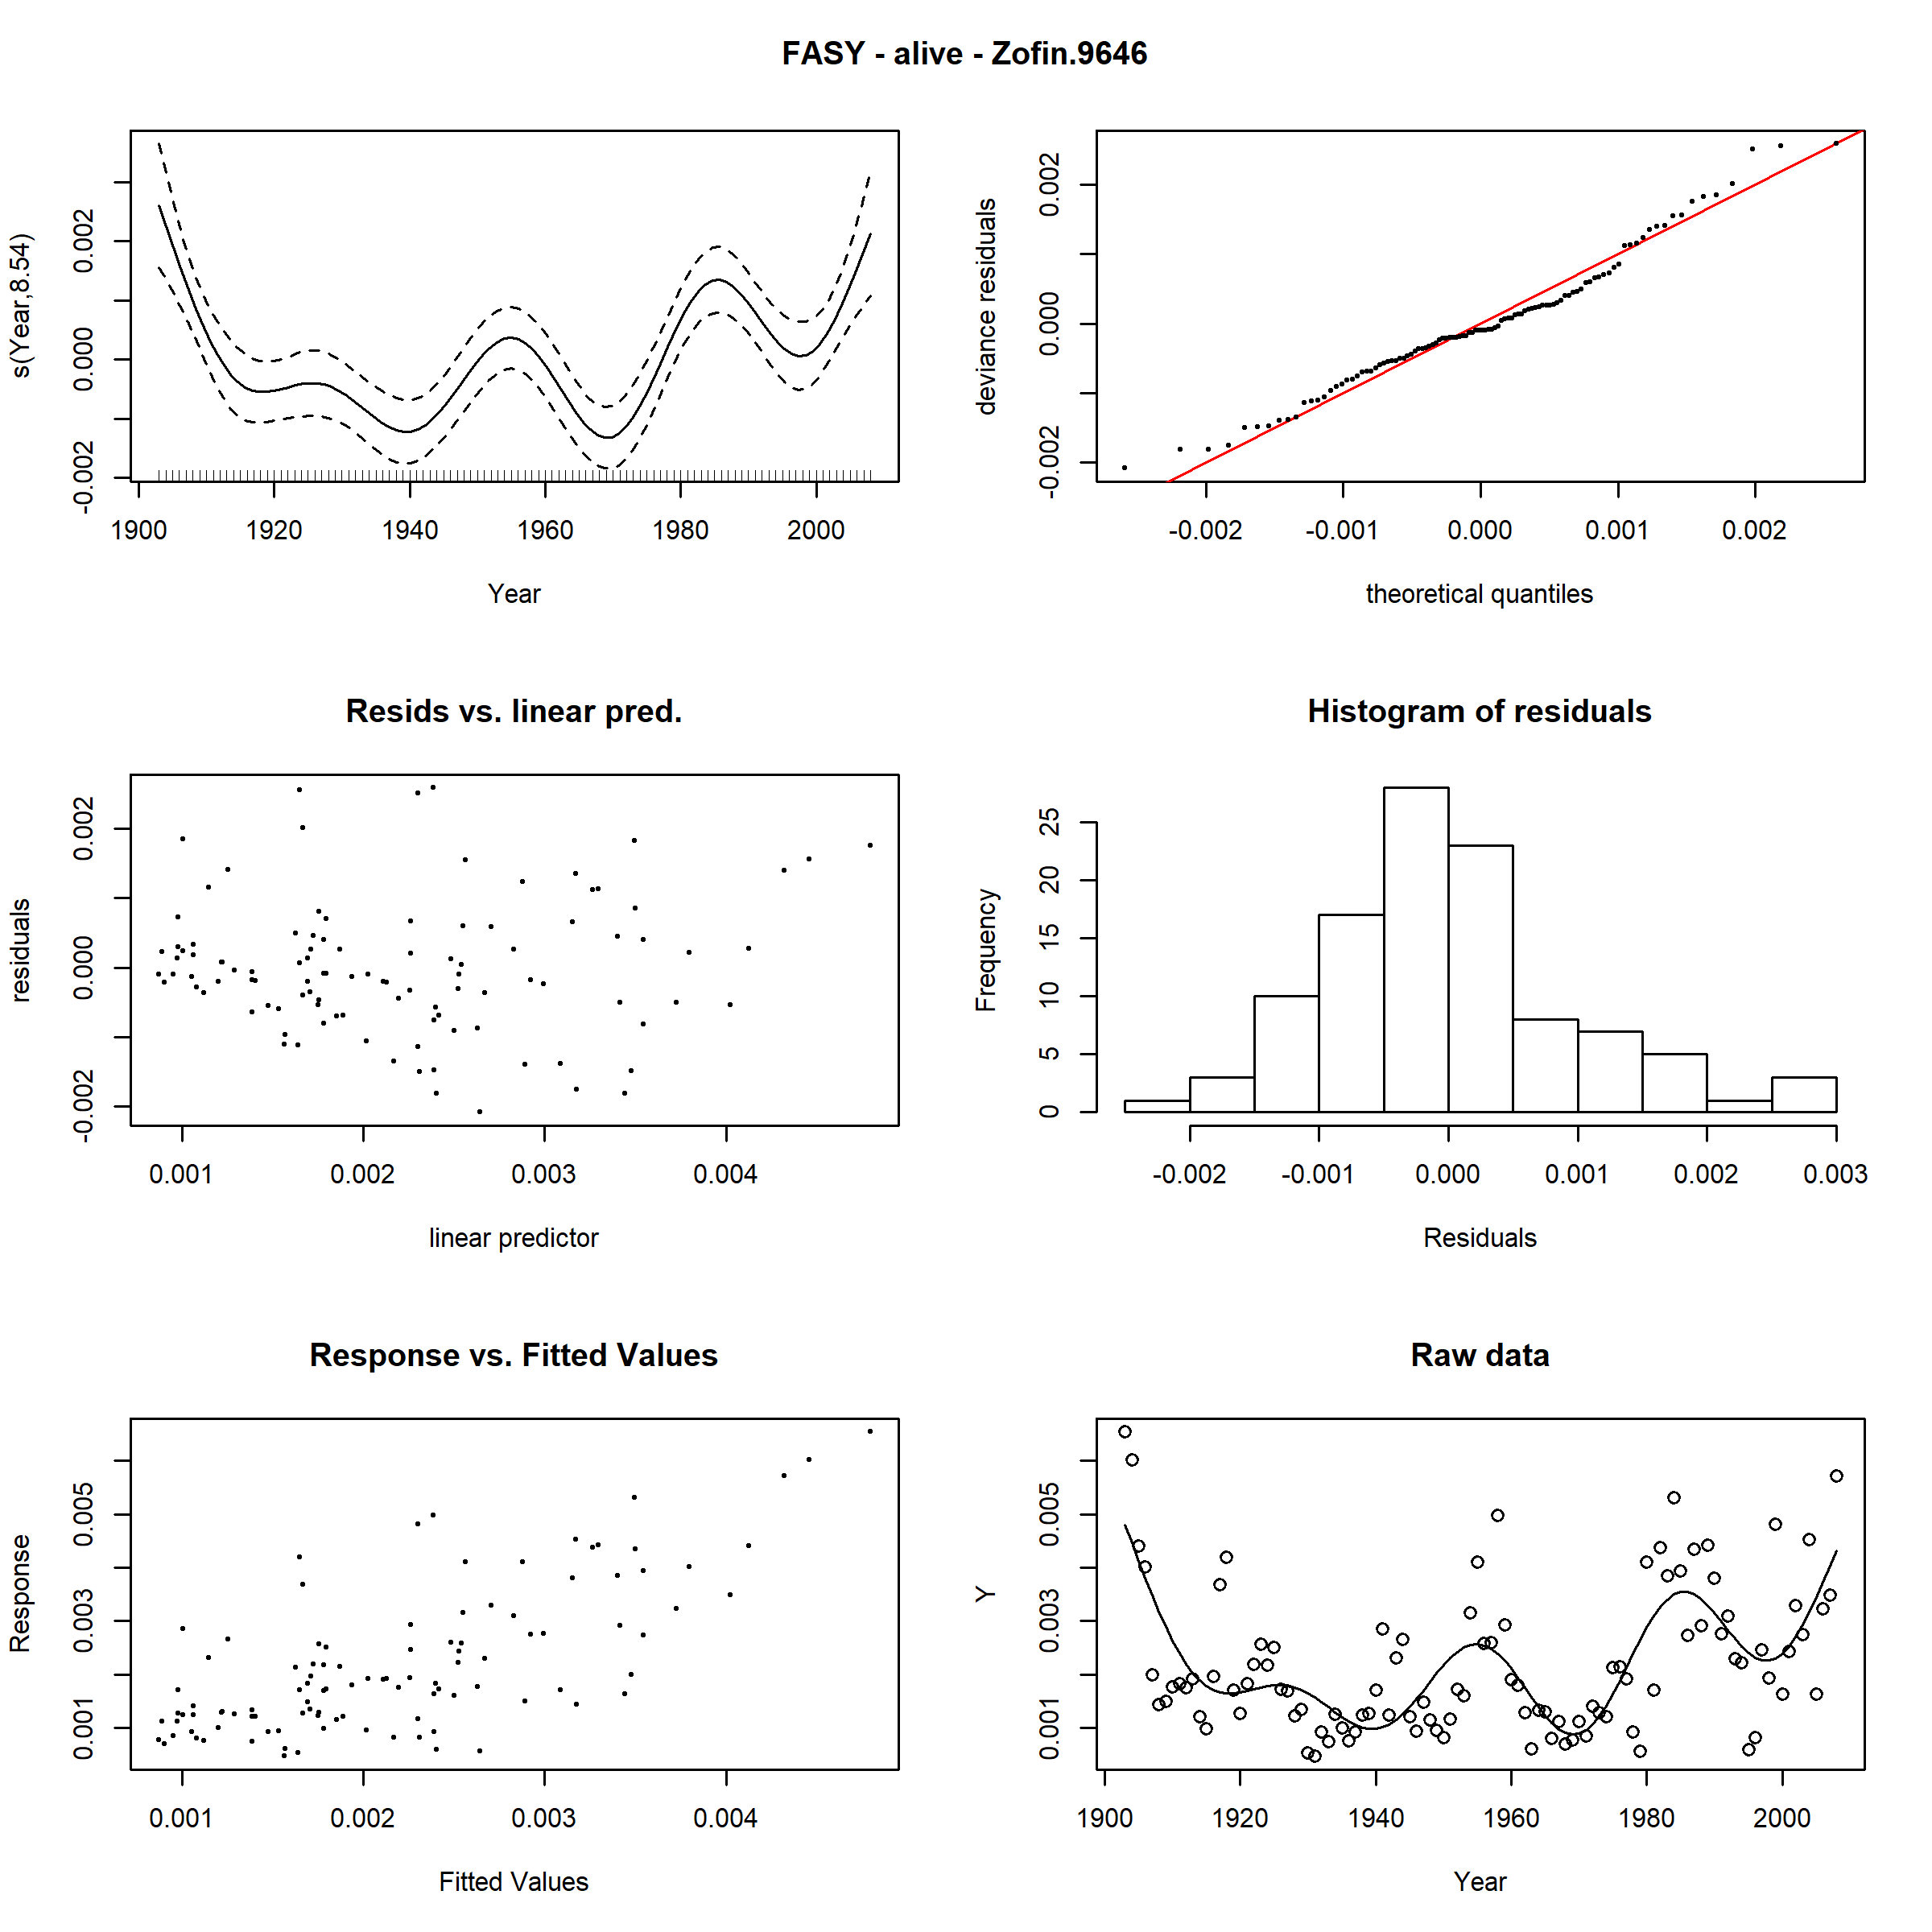 FASY - alive - Zofin.9646
s(Year,8.54)
-0.002 0.000 0.002
1900 1920 1940 1960 1980 2000
Year
deviance residuals
-0.002 0.000 0.002
-0.002 -0.001 0.000 0.001 0.002
theoretical quantiles
Resids vs. linear pred.
residuals
-0.002 0.000 0.002
0.001 0.002 0.003 0.004
linear predictor
Histogram of residuals
Frequency
0 5 10 15 20 25
-0.002 -0.001 0.000 0.001 0.002 0.003
Residuals
Response vs. Fitted Values
Response
0.001 0.003 0.005
0.001 0.002 0.003 0.004
Fitted Values
Raw data
Y
0.001 0.003 0.005
1900 1920 1940 1960 1980 2000
Year